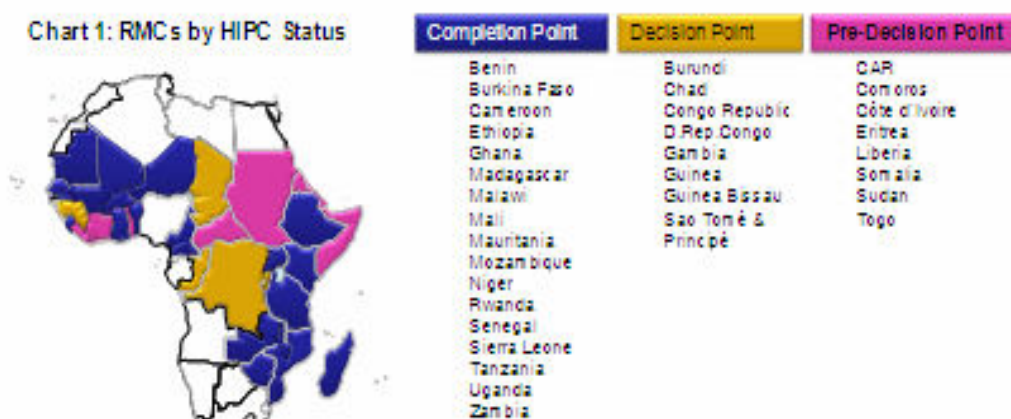 Chart 1: RMCs by HIPC Status
Completion Point
Benin
Burkina Faso
Cameroon
Ethiopia
Ghana
Madagascar
Malawi
Mali
Mauritania
Mozambique
Niger
Rwanda
Senegal
Sierra Leone
Tanzania
Uganda
Zambia
Decision Point
Burundi
Chad
Congo Republic
D.Rep.Congo
Gambia
Guinea
Guinea Bissau
Sao Tomé &
Principé
Pre-Decision Point
CAR
Comoros
Côte d'Ivoire
Eritrea
Liberia
Somalia
Sudan
Togo